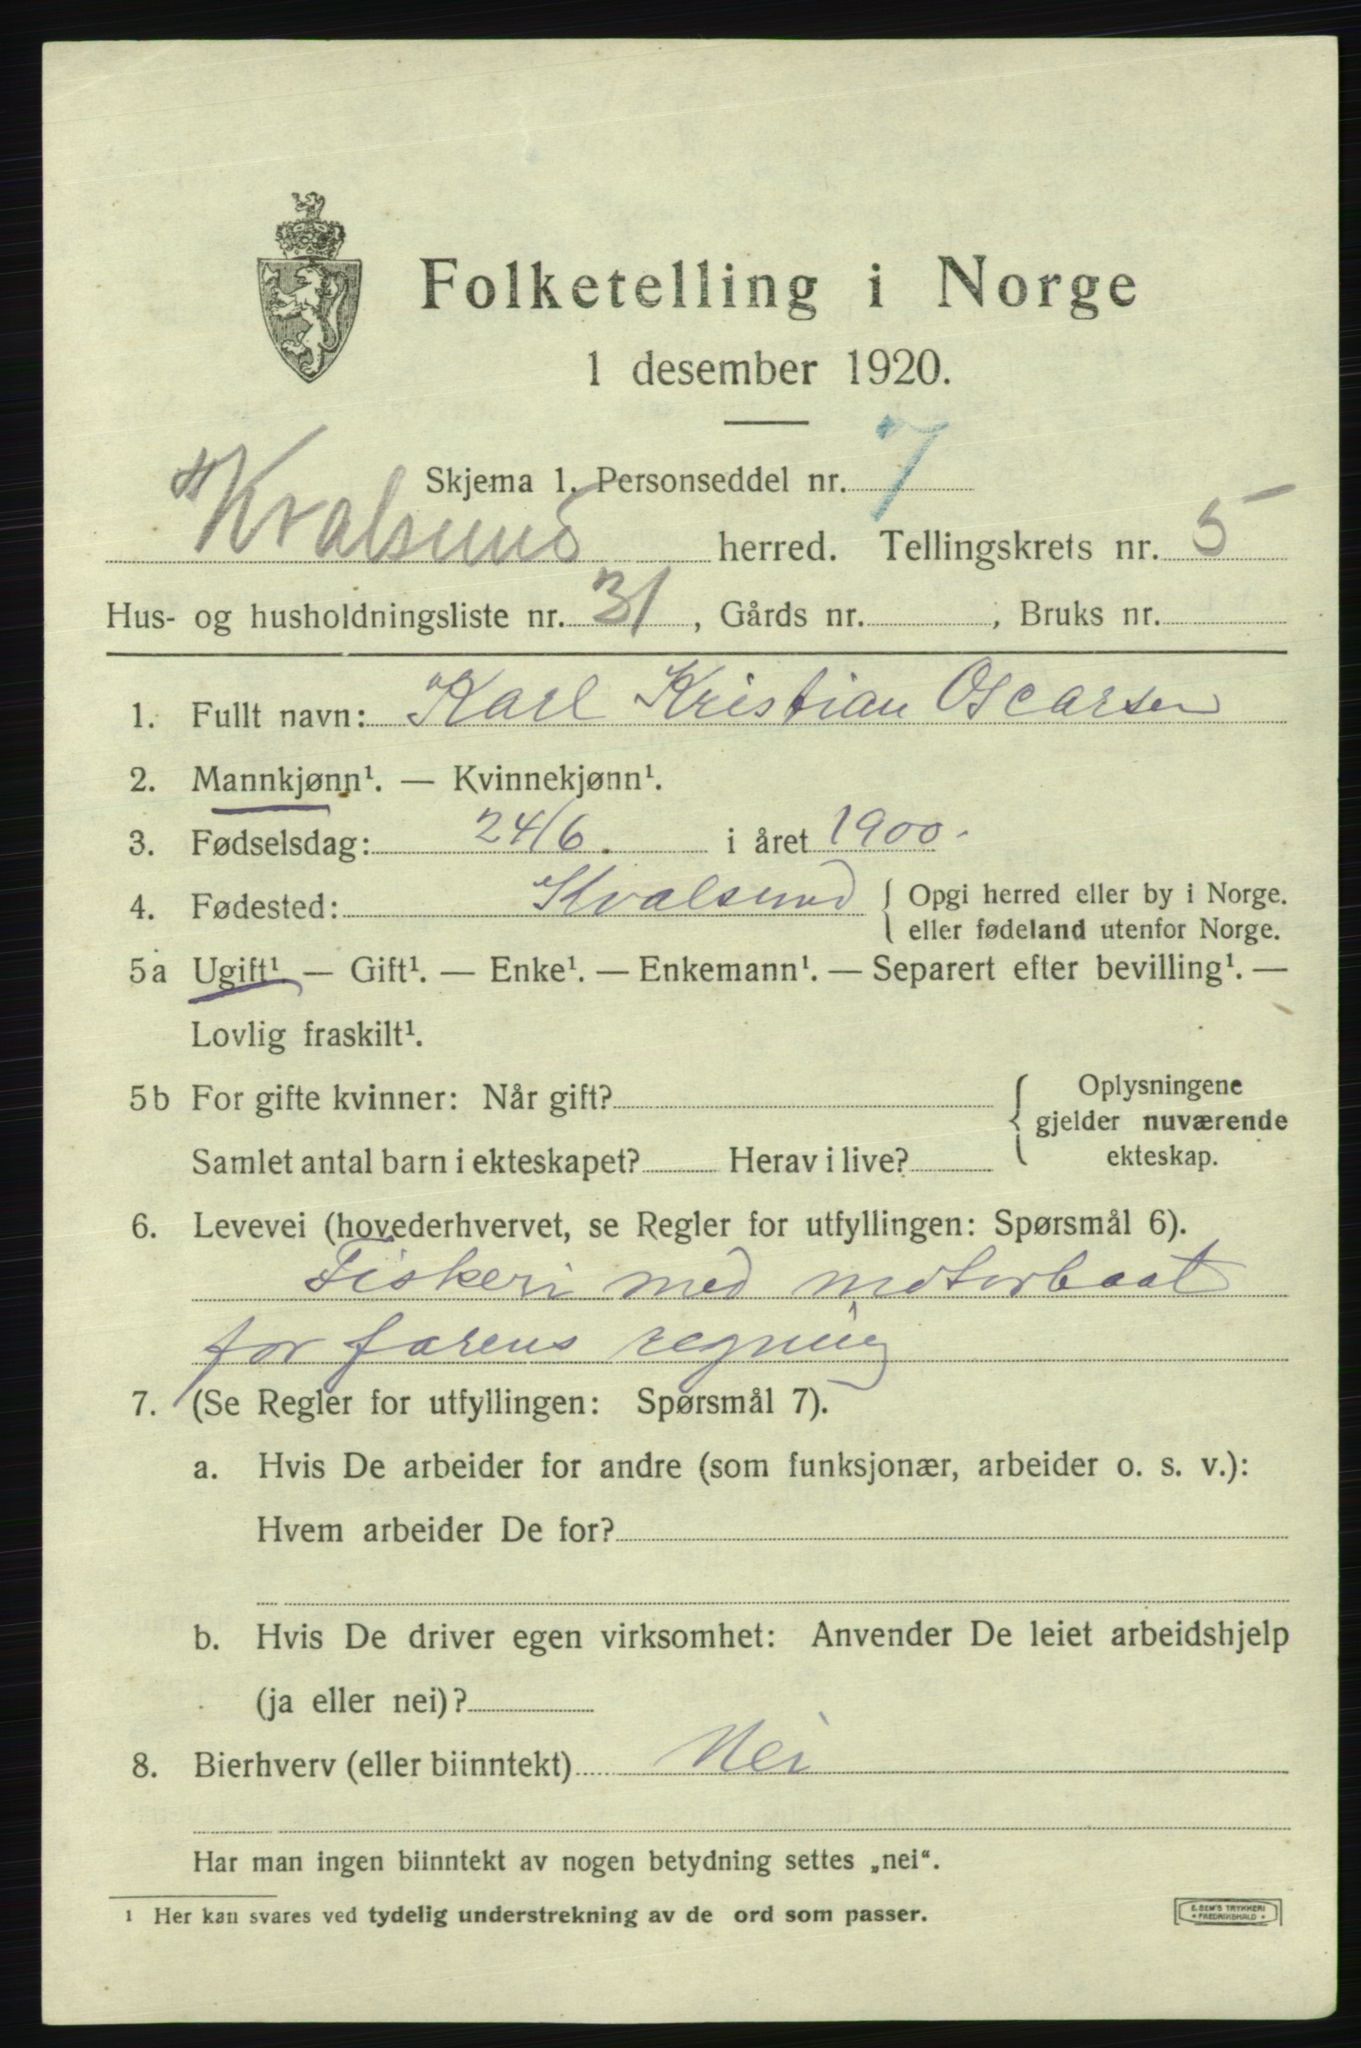 Folketelling i Norge
1 desember 1920.
Skjema 1. Personseddel nr. 7
Kvalsund herred. Tellingskrets nr. 5
Hus- og husholdningsliste nr. 31, Gårds nr. , Bruks nr.
1. Fullt navn: Karl Kristian Oscarsen
2. Mannkjønn¹. — Kvinnekjønn¹.
3. Fødselsdag: 24/6. i året 1900.
4. Fødested: Kvalsund { Opgi herred eller by i Norge.
eller fødeland utenfor Norge.
5a Ugift¹ — Gift¹. — Enke¹. — Enkemann¹. — Separert efter bevilling¹. —
Lovlig fraskilt¹.
5b For gifte kvinner: Når gift? { Oplysningene
gjelder nuværende
Samlet antal barn i ekteskapet? Herav i live? ekteskap.
6. Levevei (hovederhvervet, se Regler for utfyllingen: Spørsmål 6).
Fiskeri med motorbaat
for farens regning
7. (Se Regler for utfyllingen: Spørsmål 7).
a. Hvis De arbeider for andre (som funksjonær, arbeider o. s. v.):
Hvem arbeider De for?
b. Hvis De driver egen virksomhet: Anvender De leiet arbeidshjelp
(ja eller nei)?
8. Bierhverv (eller biinntekt) Nei
Har man ingen biinntekt av nogen betydning settes „nei“.
¹ Her kan svares ved tydelig understrekning av de ord som passer.
E. SEM'S TRYKKERI
FREDRIKSHALD